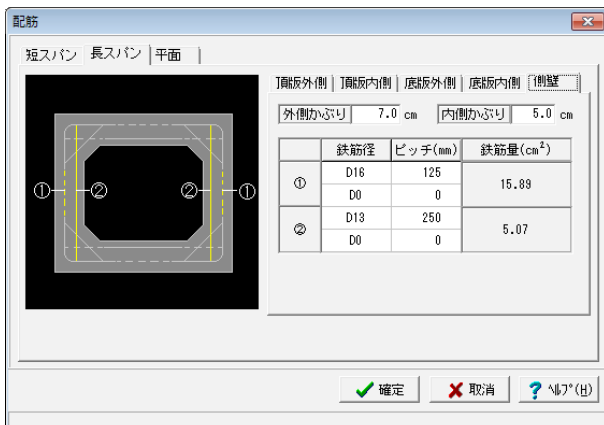 配筋
短スパン 長スパン 平面
頂版外側 頂版内側 底版外側 底版内側 側壁
外側かぶり 7.0 cm 内側かぶり 5.0 cm
鉄筋径 ピッチ(mm) 鉄筋量(cm²)
① D16 125 15.89
D0 0
② D13 250 5.07
D0 0
① ② ② ①
確定 取消 ヘルプ(H)